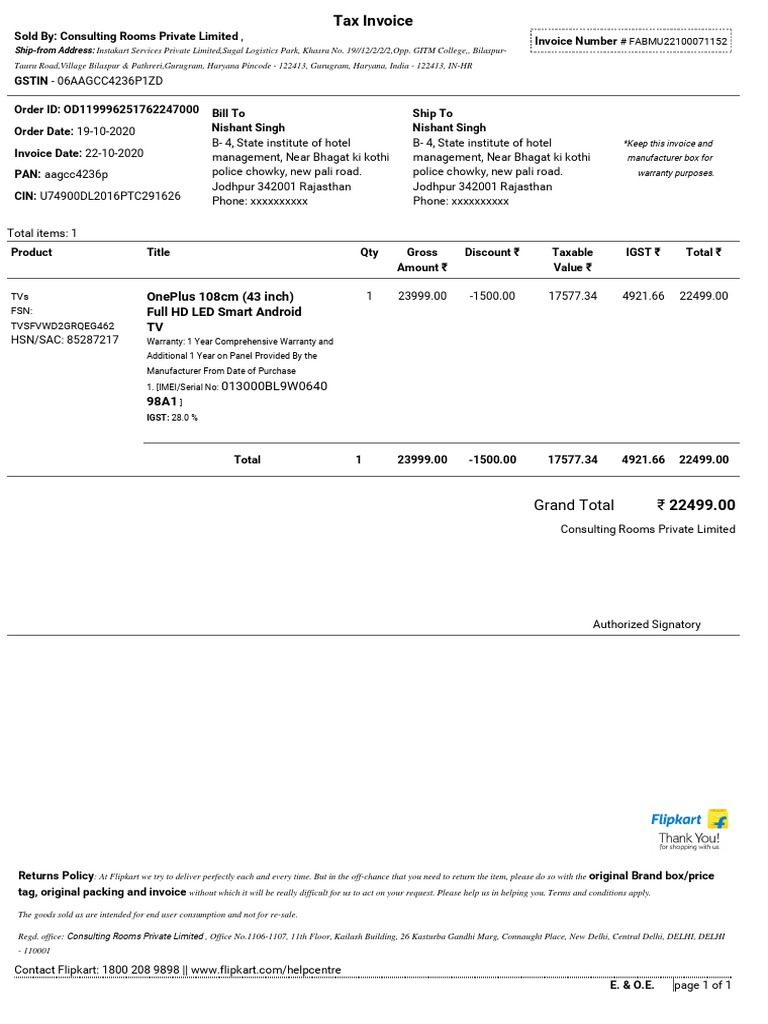 Tax Invoice
Sold By: Consulting Rooms Private Limited ,
Ship-from Address: Instakart Services Private Limited,Sugal Logistics Park, Khasra No. 19//12/2/2/2,Opp. GITM College,, Bilaspur-
Tauru Road,Village Bilaspur & Pathreri,Gurugram, Haryana Pincode - 122413, Gurugram, Haryana, India - 122413, IN-HR
GSTIN - 06AAGCC4236P1ZD
Invoice Number # FABMU22100071152
Order ID: OD119996251762247000
Order Date: 19-10-2020
Invoice Date: 22-10-2020
PAN: aagcc4236p
CIN: U74900DL2016PTC291626
Bill To
Nishant Singh
B- 4, State institute of hotel
management, Near Bhagat ki kothi
police chowky, new pali road.
Jodhpur 342001 Rajasthan
Phone: xxxxxxxxxx
Ship To
Nishant Singh
B- 4, State institute of hotel
management, Near Bhagat ki kothi
police chowky, new pali road.
Jodhpur 342001 Rajasthan
Phone: xxxxxxxxxx
*Keep this invoice and
manufacturer box for
warranty purposes.
Total items: 1
Product Title Qty Gross Amount ₹ Discount ₹ Taxable Value ₹ IGST ₹ Total ₹
TVs
FSN:
TVSFVWD2GRQEG462
HSN/SAC: 85287217
OnePlus 108cm (43 inch)
Full HD LED Smart Android
TV
Warranty: 1 Year Comprehensive Warranty and
Additional 1 Year on Panel Provided By the
Manufacturer From Date of Purchase
1. [IMEI/Serial No: 013000BL9W0640
98A1 ]
IGST: 28.0 %
1 23999.00 -1500.00 17577.34 4921.66 22499.00
Total 1 23999.00 -1500.00 17577.34 4921.66 22499.00
Grand Total ₹ 22499.00
Consulting Rooms Private Limited
Authorized Signatory
Flipkart
Thank You!
for shopping with us
Returns Policy: At Flipkart we try to deliver perfectly each and every time. But in the off-chance that you need to return the item, please do so with the original Brand box/price
tag, original packing and invoice without which it will be really difficult for us to act on your request. Please help us in helping you. Terms and conditions apply.
The goods sold as are intended for end user consumption and not for re-sale.
Regd. office: Consulting Rooms Private Limited , Office No.1106-1107, 11th Floor, Kailash Building, 26 Kasturba Gandhi Marg, Connaught Place, New Delhi, Central Delhi, DELHI, DELHI
- 110001
Contact Flipkart: 1800 208 9898 || www.flipkart.com/helpcentre
E. & O.E. page 1 of 1